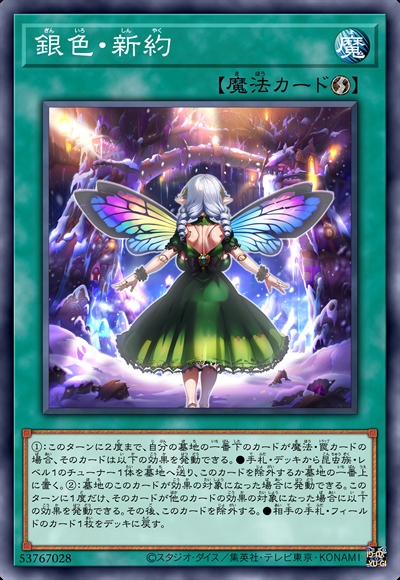 銀色・新約
魔
【魔法カード】
①:このターンに2度まで、自分の墓地の一番下のカードが魔法・罠カードの
場合、そのカードは以下の効果を発動できる。●手札・デッキから昆虫族・レ
ベル1のチューナー1体を墓地へ送り、このカードを除外するか墓地の一番上
に置く。②:墓地のこのカードが効果の対象になった場合に発動できる。この
ターンに1度だけ、そのカードが他のカードの効果の対象になった場合に以下
の効果を発動できる。その後、このカードを除外する。●相手の手札・フィール
ドのカード1枚をデッキに戻す。
53767028
©スタジオ・ダイス/集英社・テレビ東京・KONAMI